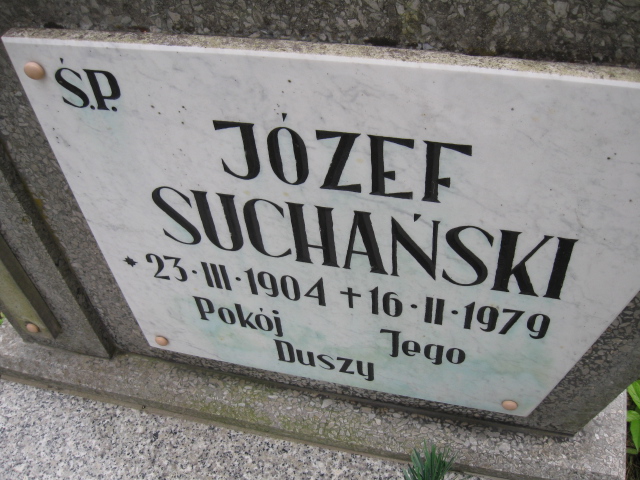 Ś.P.
JÓZEF
SUCHAŃSKI
* 23·III·1904 + 16·II·1979
Pokój Jego
Duszy